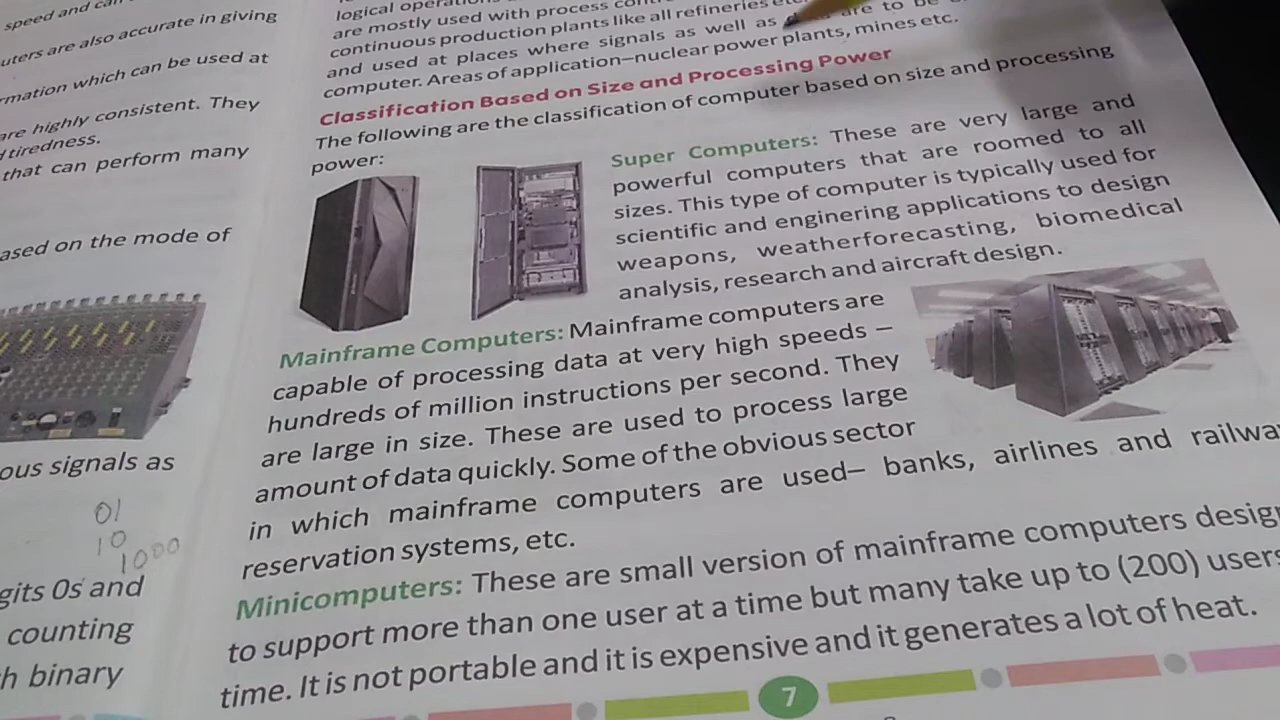 speed and can
uters are also accurate in giving
rmation which can be used at
are highly consistent. They
tiredness.
that can perform many
ased on the mode of
ous signals as
01
10
1000
gits 0s and
counting
h binary
logical operati
are mostly used with process cont
continuous production plants like all refineries
and used at places where signals as well as are to be
computer. Areas of application–nuclear power plants, mines etc.
Classification Based on Size and Processing Power
The following are the classification of computer based on size and processing
power:
Super Computers: These are very large and
powerful computers that are roomed to all
sizes. This type of computer is typically used for
scientific and enginering applications to design
weapons, weatherforecasting, biomedical
analysis, research and aircraft design.
Mainframe Computers: Mainframe computers are
capable of processing data at very high speeds –
hundreds of million instructions per second. They
are large in size. These are used to process large
amount of data quickly. Some of the obvious sector
in which mainframe computers are used– banks, airlines and railwa
reservation systems, etc.
Minicomputers: These are small version of mainframe computers desig
to support more than one user at a time but many take up to (200) users
time. It is not portable and it is expensive and it generates a lot of heat.
7